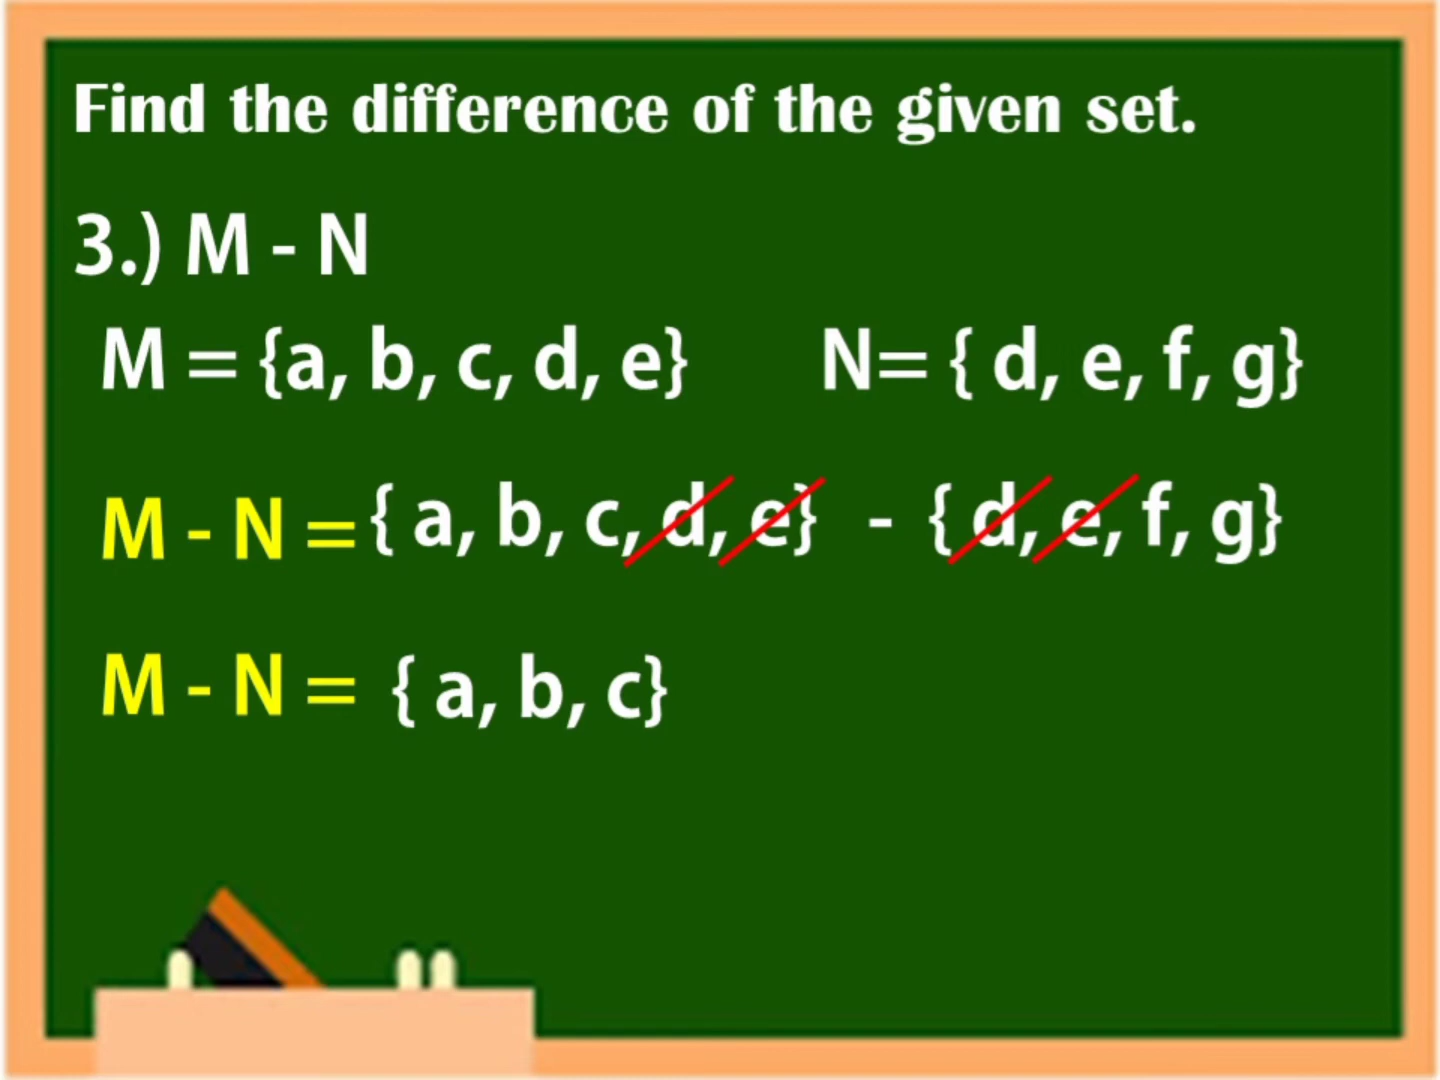 Find the difference of the given set.
3.) M - N
M = {a, b, c, d, e} N= { d, e, f, g}
M - N = { a, b, c, d, e} - { d, e, f, g}
M - N = { a, b, c}